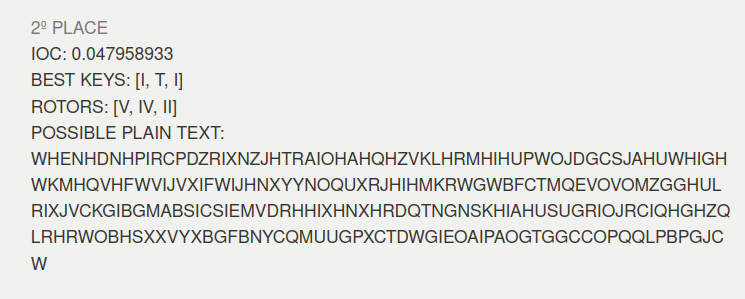 2º PLACE
IOC: 0.047958933
BEST KEYS: [I, T, I]
ROTORS: [V, IV, II]
POSSIBLE PLAIN TEXT:
WHENHDNHPIRCPDZRIXNZJHTRAIOHAHQHZVKLHRMHIHUPWOJDGCSJAHUWHIGH
WKMHQVHFWVIJVXIFWIJHNXYYNOQUXRJHIHMKRWGWBFCTMQEVOVOMZGGHUL
RIXJVCKGIBGMABSICSIEMVDRHHIXHNXHRDQTNGNSKHIAHUSUGRIOJRCIQHGHZQ
LRHRWOBHSXXVYXBGFBNYCQMUUGPXCTDWGIEOAIPAOGTGGCCOPQQLPBPGJC
W